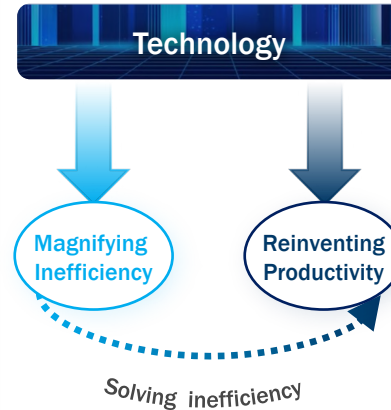 Technology
Magnifying
Inefficiency
Reinventing
Productivity
Solving inefficiency